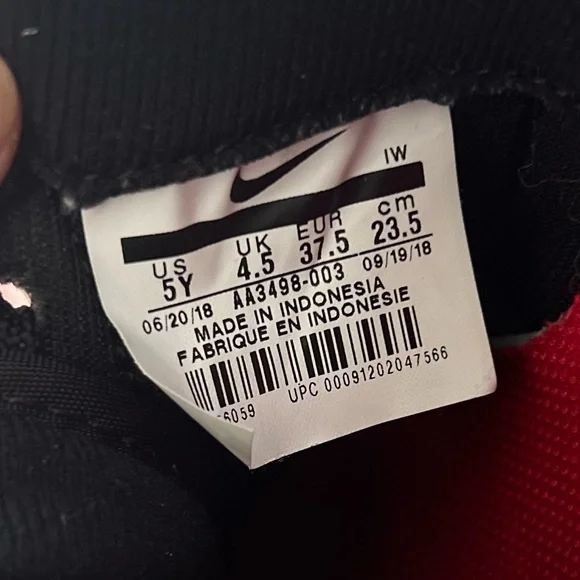 IW
US UK EUR cm
5Y 4.5 37.5 23.5
06/20/18 AA3498-003 09/19/18
MADE IN INDONESIA
FABRIQUE EN INDONESIE
6059 UPC 00091202047566